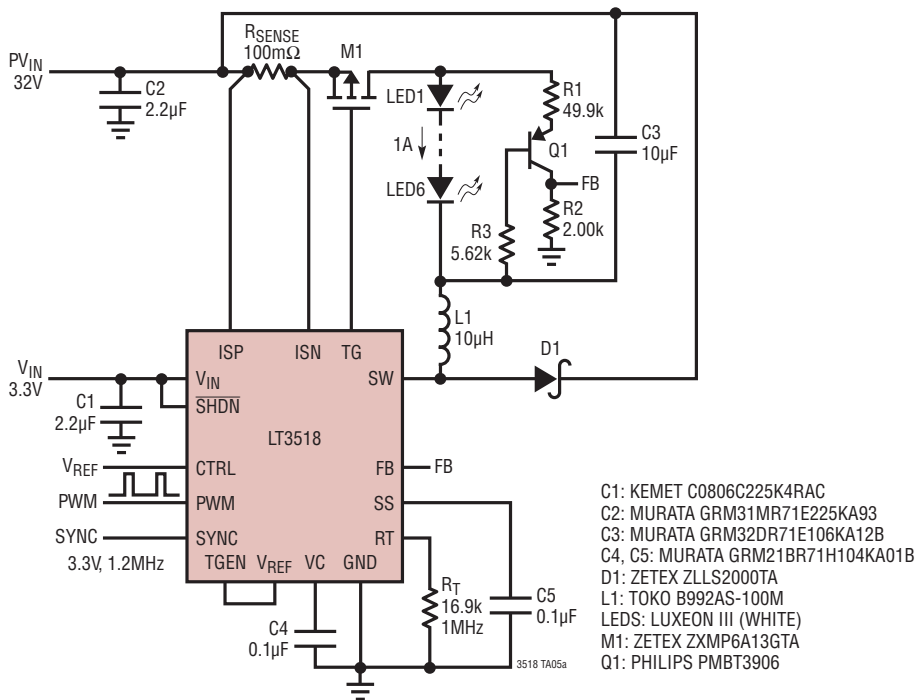 RSENSE
100mΩ
M1
PVIN
32V
C2
2.2µF
LED1
1A
LED6
R1
49.9k
Q1
FB
R2
2.00k
R3
5.62k
C3
10µF
L1
10µH
D1
VIN
3.3V
C1
2.2µF
ISP ISN TG
VIN
SHDN
SW
LT3518
VREF
CTRL
FB
FB
PWM
PWM
SS
SYNC
SYNC
RT
3.3V, 1.2MHz
TGEN VREF VC GND
C4
0.1µF
RT
16.9k
1MHz
C5
0.1µF
3518 TA05a
C1: KEMET C0806C225K4RAC
C2: MURATA GRM31MR71E225KA93
C3: MURATA GRM32DR71E106KA12B
C4, C5: MURATA GRM21BR71H104KA01B
D1: ZETEX ZLLS2000TA
L1: TOKO B992AS-100M
LEDS: LUXEON III (WHITE)
M1: ZETEX ZXMP6A13GTA
Q1: PHILIPS PMBT3906